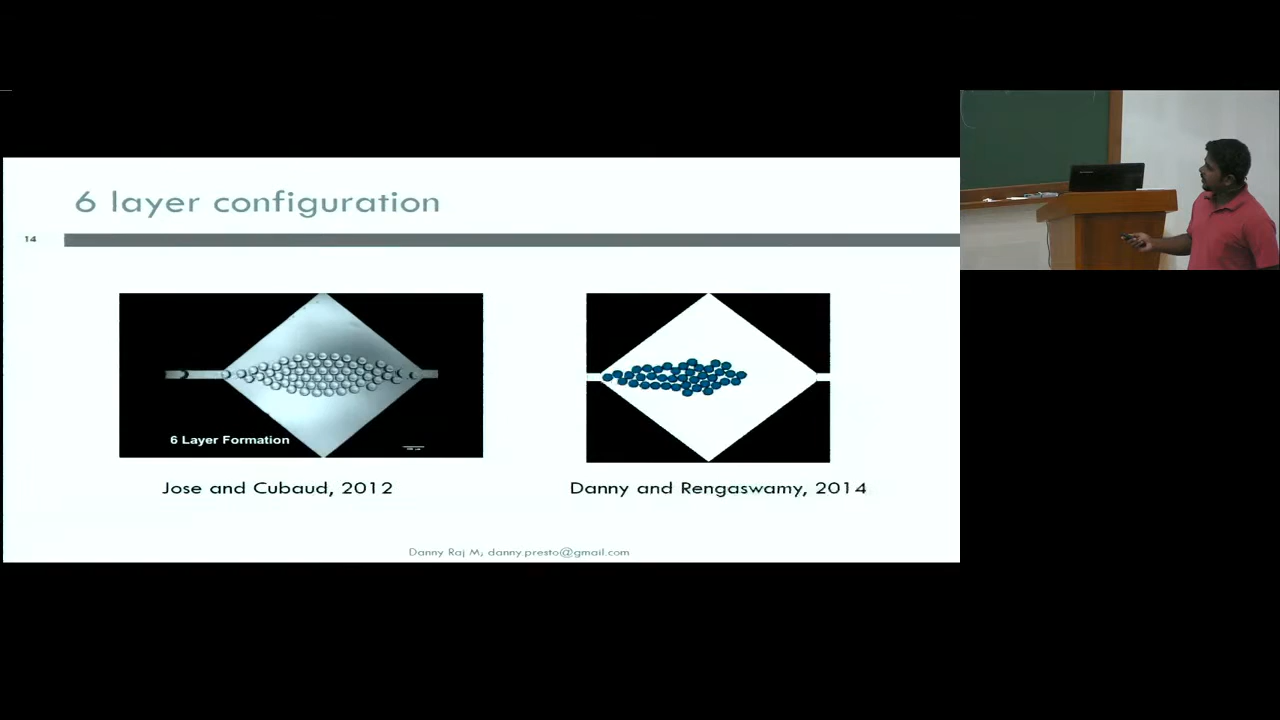 6 layer configuration
14
6 Layer Formation
Jose and Cubaud, 2012
Danny and Rengaswamy, 2014
Danny Raj M, danny.presto@gmail.com